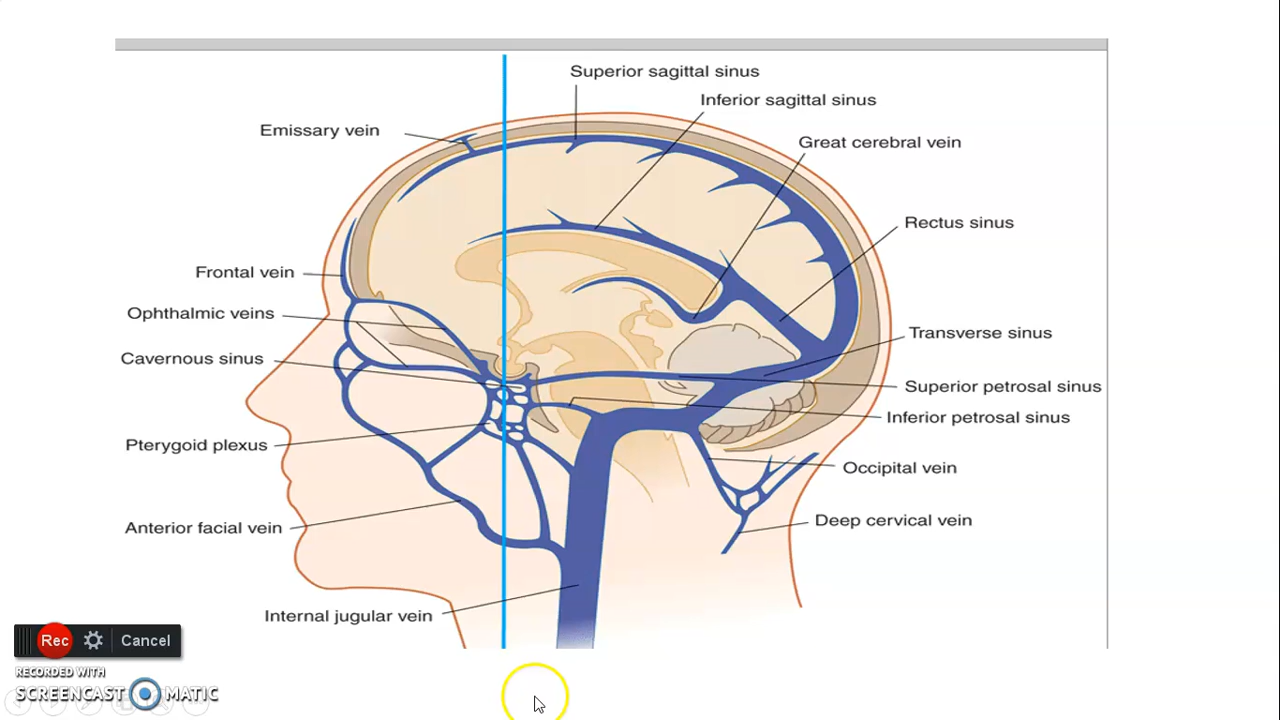 Superior sagittal sinus
Inferior sagittal sinus
Emissary vein
Great cerebral vein
Rectus sinus
Frontal vein
Ophthalmic veins
Transverse sinus
Cavernous sinus
Superior petrosal sinus
Inferior petrosal sinus
Pterygoid plexus
Occipital vein
Deep cervical vein
Anterior facial vein
Internal jugular vein
Rec Cancel
RECORDED WITH
SCREENCAST MATIC